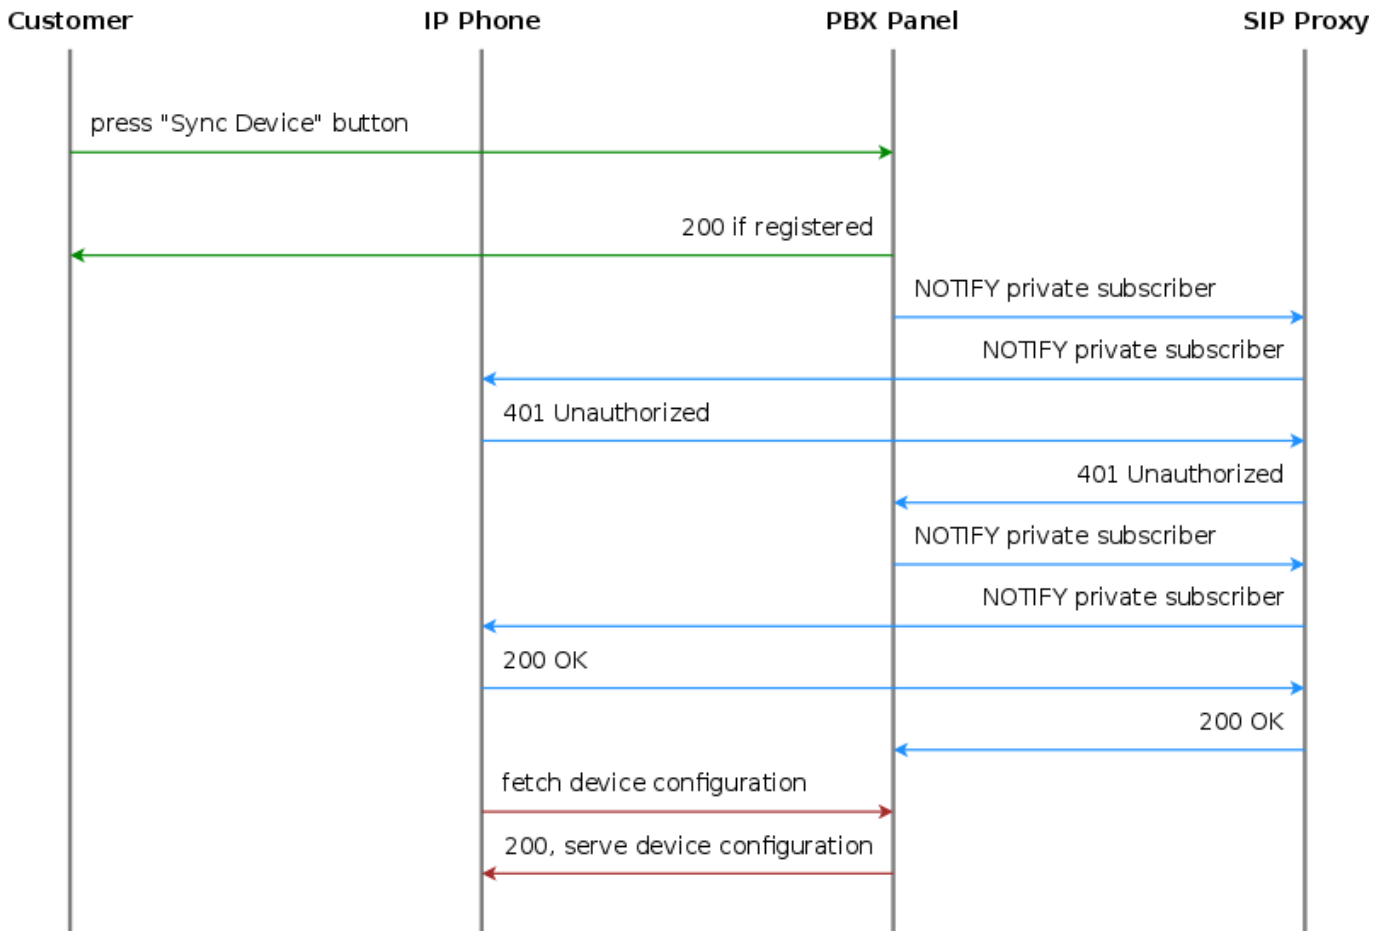 Customer IP Phone PBX Panel SIP Proxy
press "Sync Device" button
200 if registered
NOTIFY private subscriber
NOTIFY private subscriber
401 Unauthorized
401 Unauthorized
NOTIFY private subscriber
NOTIFY private subscriber
200 OK
200 OK
fetch device configuration
200, serve device configuration